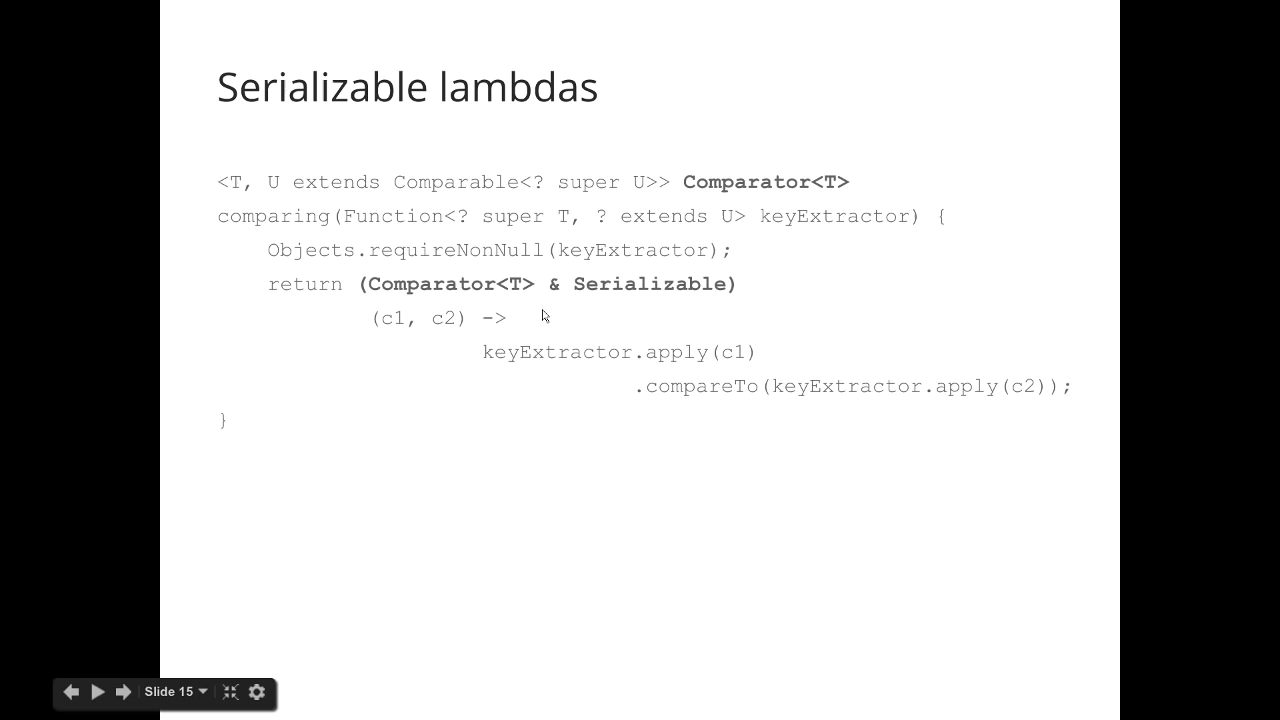 Serializable lambdas
<T, U extends Comparable<? super U>> Comparator<T>
comparing(Function<? super T, ? extends U> keyExtractor) {
Objects.requireNonNull(keyExtractor);
return (Comparator<T> & Serializable)
(c1, c2) ->
keyExtractor.apply(c1)
.compareTo(keyExtractor.apply(c2));
}
Slide 15